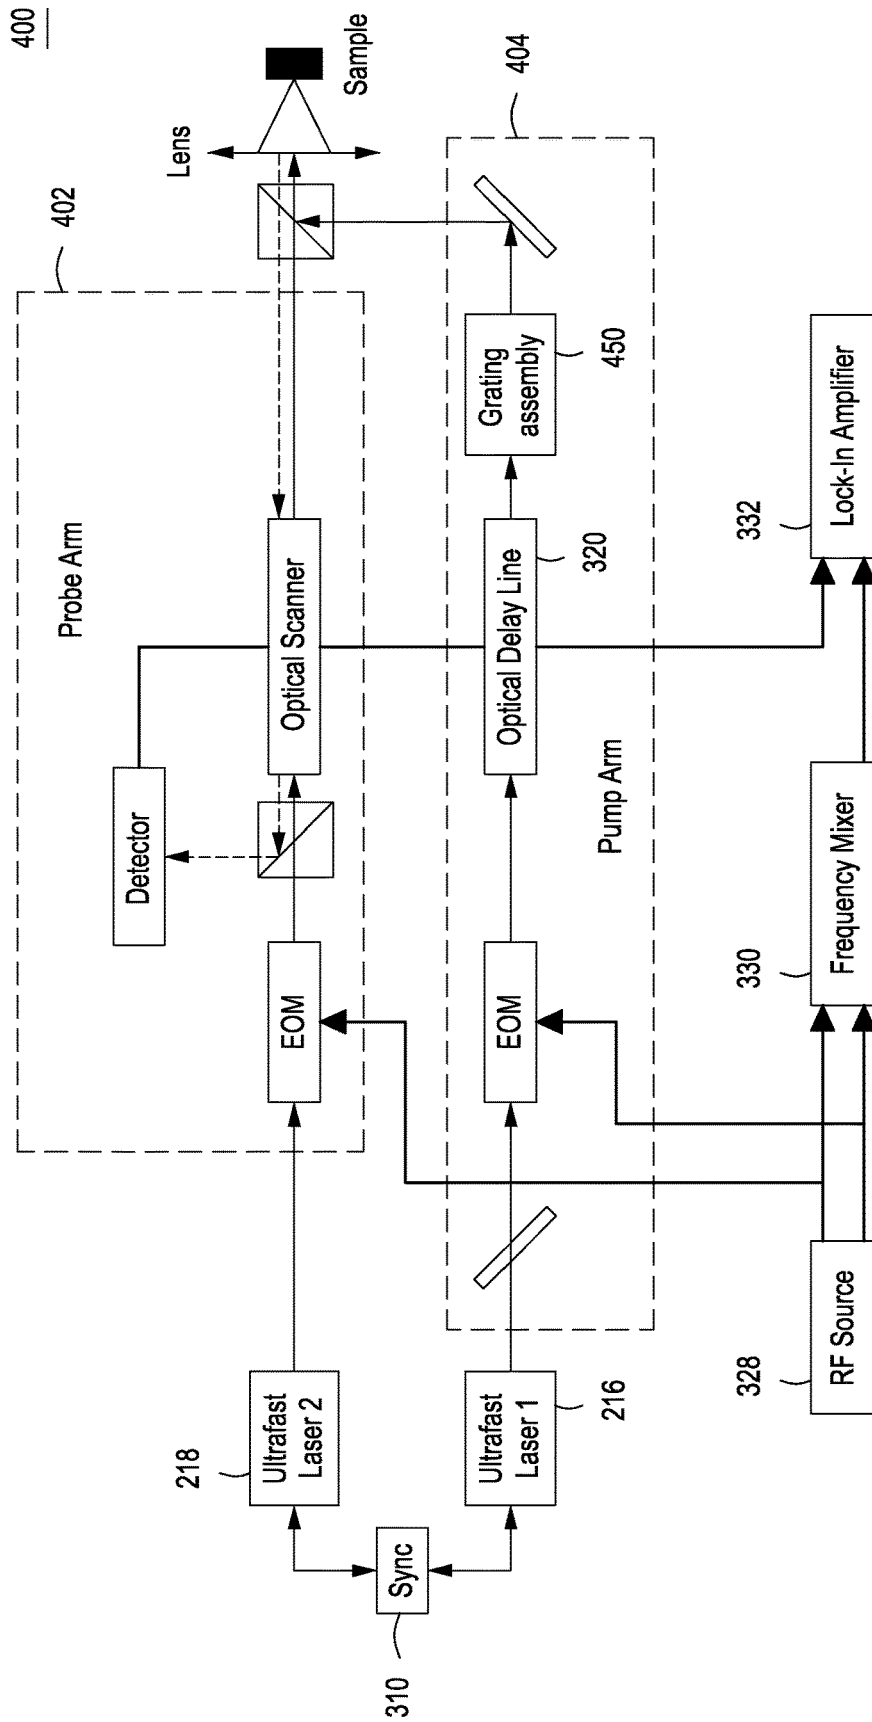 400
402
Probe Arm
Detector
Optical Scanner
EOM
Lens
Sample
218
Ultrafast
Laser 2
310
Sync
404
Ultrafast
Laser 1
216
EOM
Optical Delay Line
320
Grating
assembly
450
Pump Arm
328
RF Source
330
Frequency Mixer
332
Lock-In Amplifier